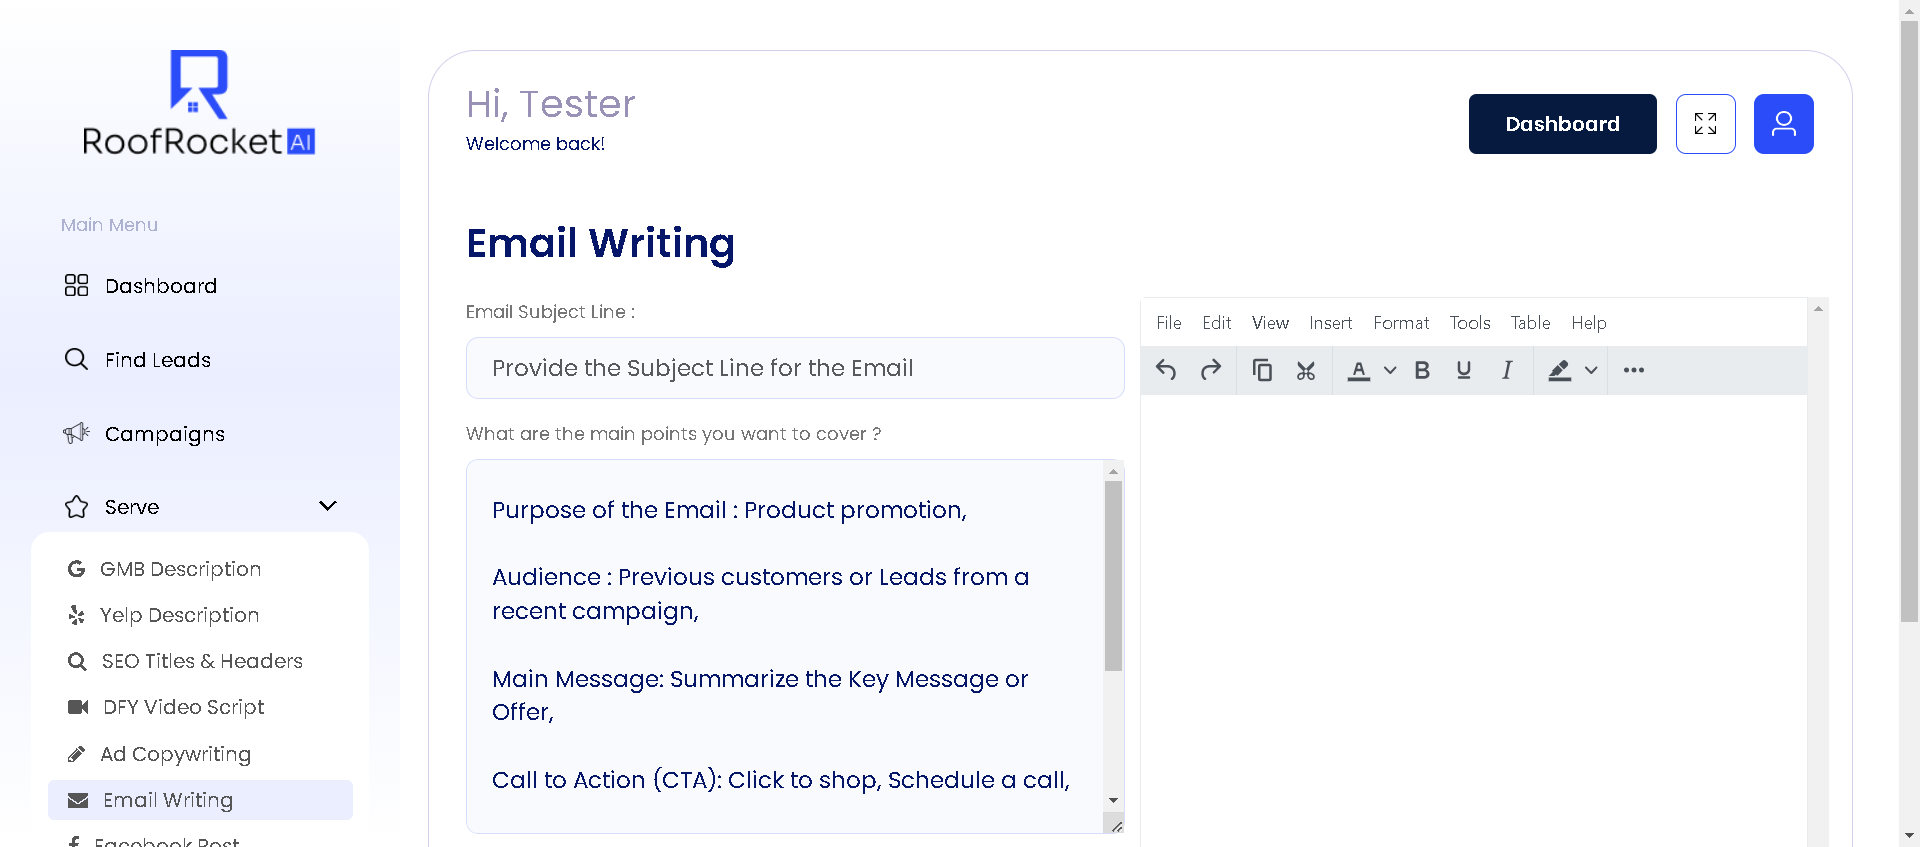 RoofRocket AI
Main Menu
Dashboard
Find Leads
Campaigns
Serve
GMB Description
Yelp Description
SEO Titles & Headers
DFY Video Script
Ad Copywriting
Email Writing
Facebook Post
Hi, Tester
Welcome back!
Dashboard
Email Writing
Email Subject Line :
Provide the Subject Line for the Email
What are the main points you want to cover ?
Purpose of the Email : Product promotion,
Audience : Previous customers or Leads from a
recent campaign,
Main Message: Summarize the Key Message or
Offer,
Call to Action (CTA): Click to shop, Schedule a call,
File Edit View Insert Format Tools Table Help